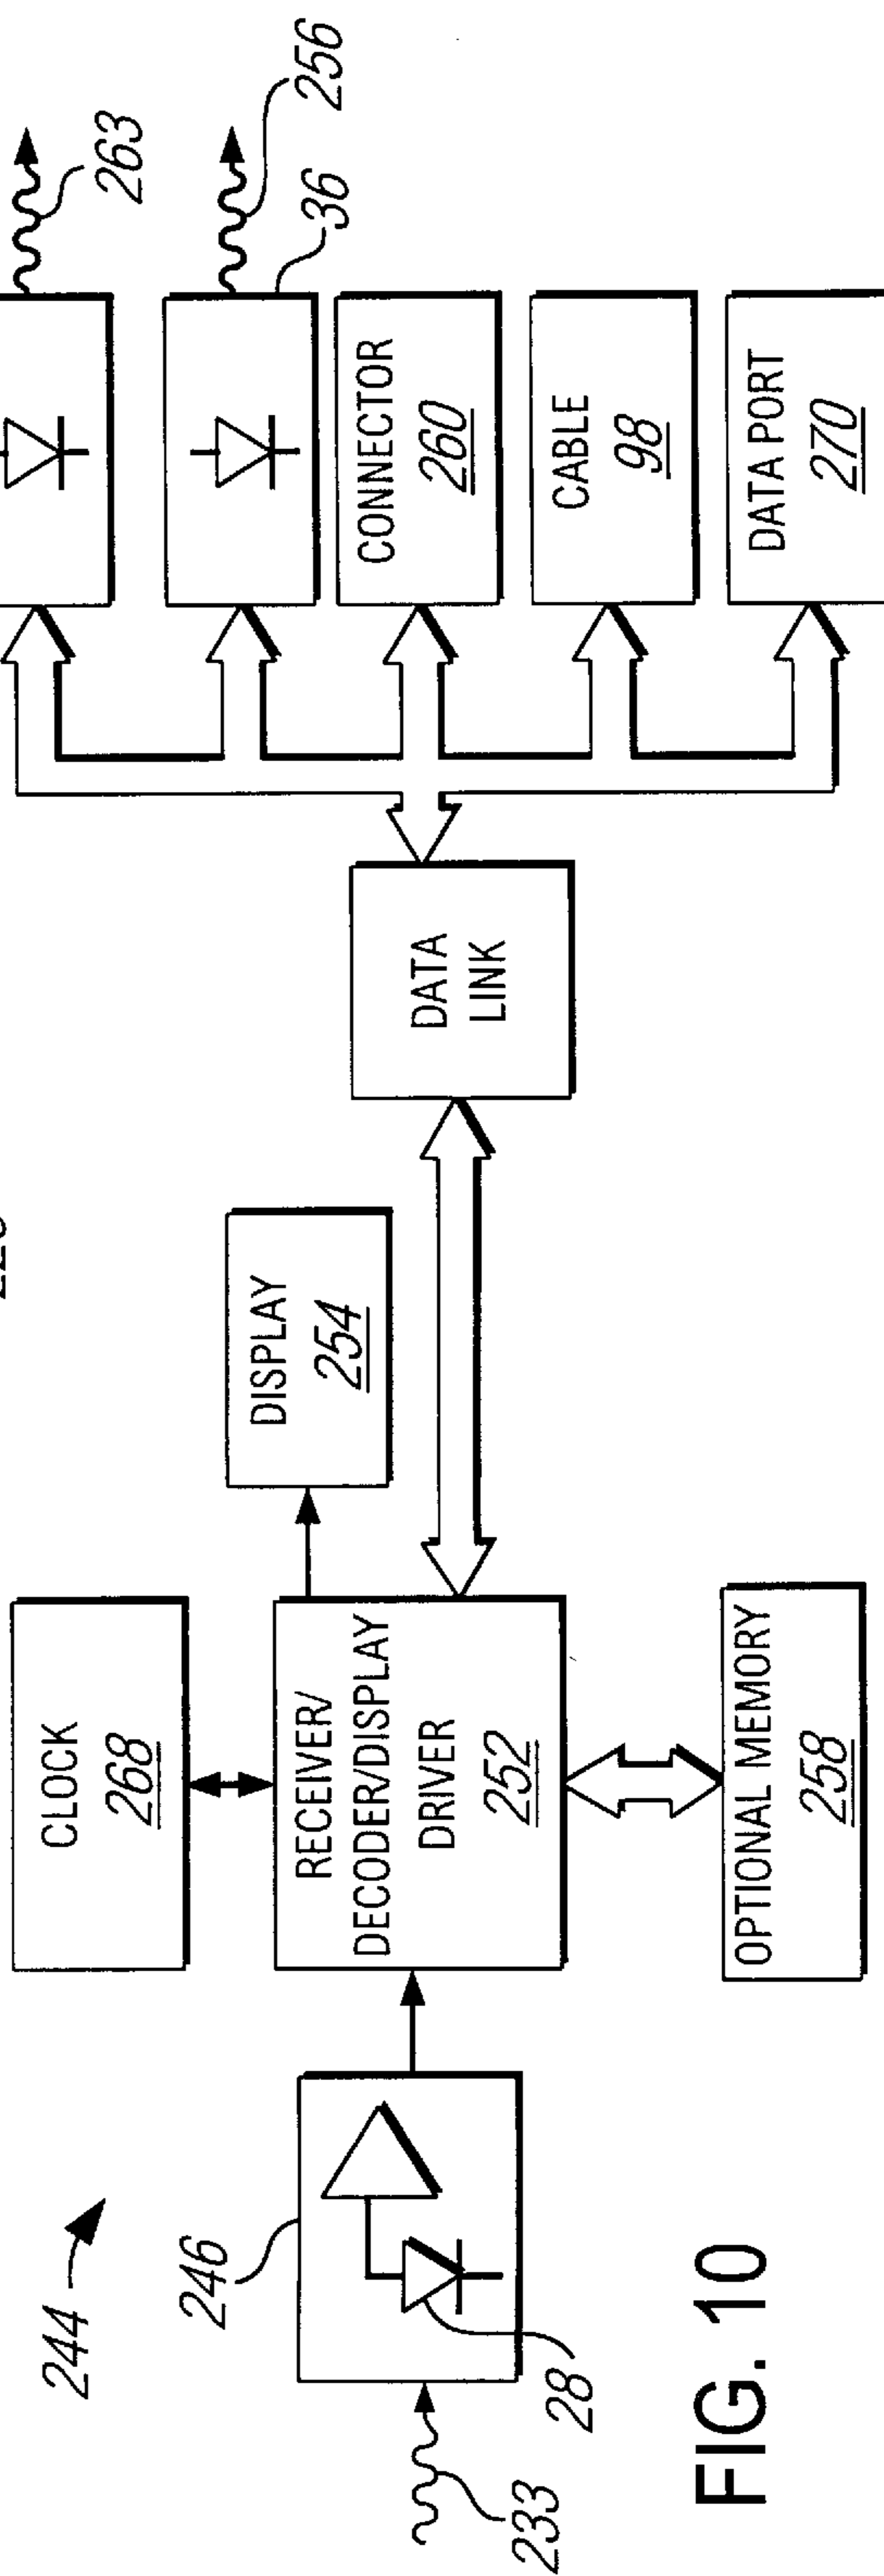 244
233
246
28
CLOCK
268
RECEIVER/
DECODER/DISPLAY
DRIVER
252
OPTIONAL MEMORY
258
DISPLAY
254
DATA
LINK
263
256
36
CONNECTOR
260
CABLE
98
DATA PORT
270
FIG. 10